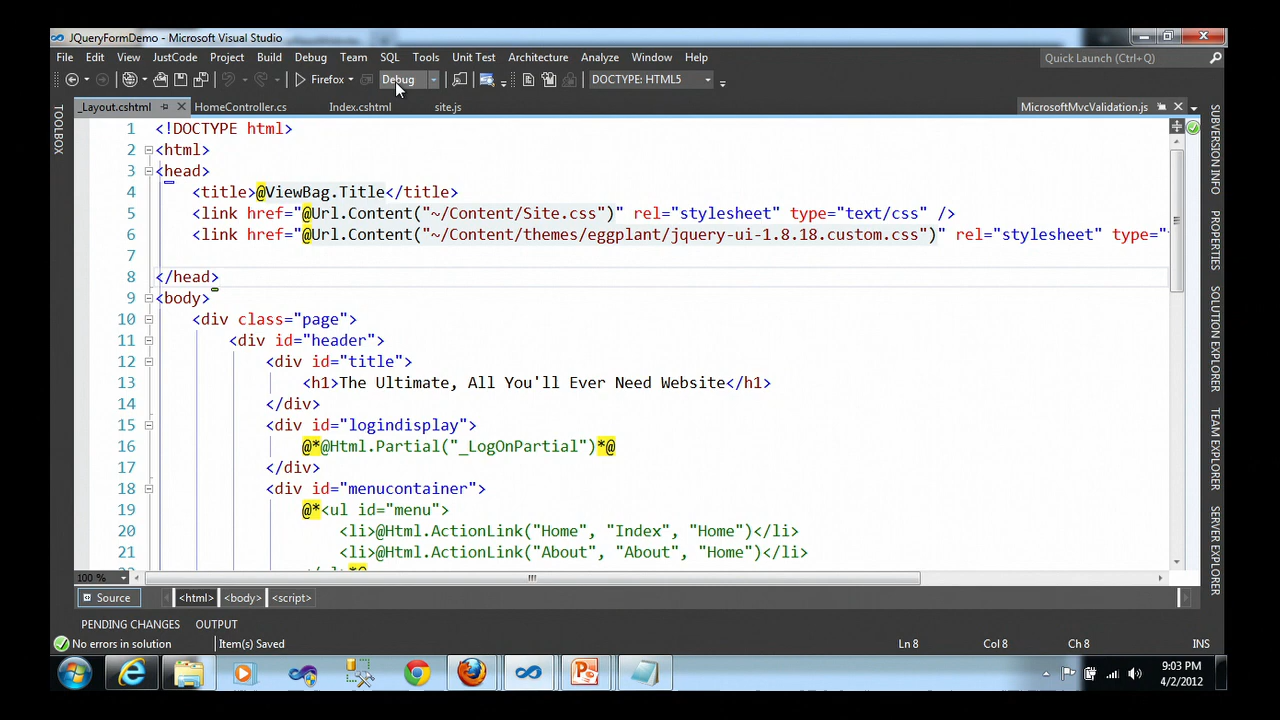 JQueryFormDemo - Microsoft Visual Studio
File Edit View JustCode Project Build Debug Team SQL Tools Unit Test Architecture Analyze Window Help
Quick Launch (Ctrl+Q)
Firefox Debug DOCTYPE: HTML5
_Layout.cshtml HomeController.cs Index.cshtml site.js MicrosoftMvcValidation.js
TOOLBOX
1 <!DOCTYPE html>
2 <html>
3 <head>
4 <title>@ViewBag.Title</title>
5 <link href="@Url.Content("~/Content/Site.css")" rel="stylesheet" type="text/css" />
6 <link href="@Url.Content("~/Content/themes/eggplant/jquery-ui-1.8.18.custom.css")" rel="stylesheet" type="
7
8 </head>
9 <body>
10 <div class="page">
11 <div id="header">
12 <div id="title">
13 <h1>The Ultimate, All You'll Ever Need Website</h1>
14 </div>
15 <div id="logindisplay">
16 @*@Html.Partial("_LogOnPartial")*@
17 </div>
18 <div id="menucontainer">
19 @*<ul id="menu">
20 <li>@Html.ActionLink("Home", "Index", "Home")</li>
21 <li>@Html.ActionLink("About", "About", "Home")</li>
SUBVERSION INFO
PROPERTIES
SOLUTION EXPLORER
TEAM EXPLORER
SERVER EXPLORER
100 %
Source <html> <body> <script>
PENDING CHANGES OUTPUT
No errors in solution Item(s) Saved Ln 8 Col 8 Ch 8 INS
9:03 PM
4/2/2012